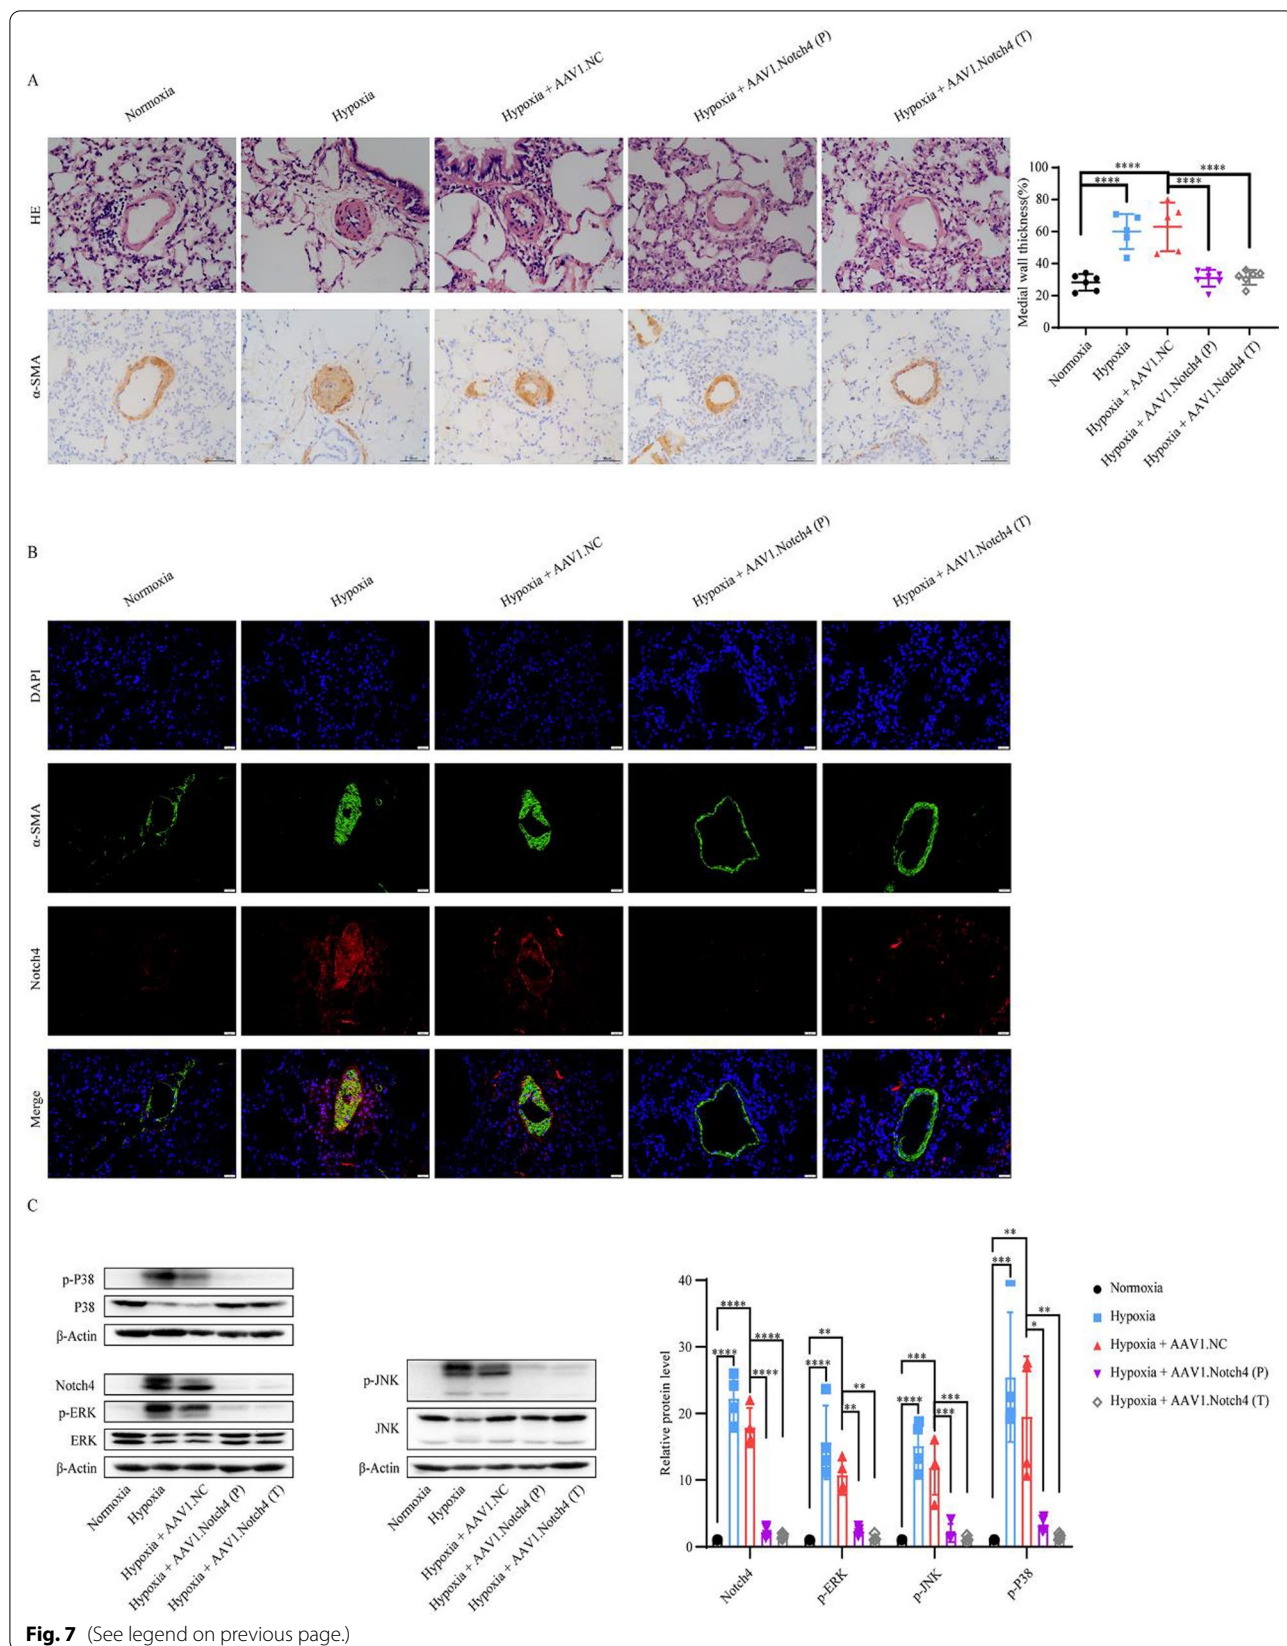 A
Normoxia
Hypoxia
Hypoxia + AAV1.NC
Hypoxia + AAV1.Notch4 (P)
Hypoxia + AAV1.Notch4 (T)
HE
α-SMA
Medial wall thickness(%)
100
80
60
40
20
0
****
****
****
****
Normoxia
Hypoxia
Hypoxia + AAV1.NC
Hypoxia + AAV1.Notch4 (P)
Hypoxia + AAV1.Notch4 (T)
B
Normoxia
Hypoxia
Hypoxia + AAV1.NC
Hypoxia + AAV1.Notch4 (P)
Hypoxia + AAV1.Notch4 (T)
DAPI
α-SMA
Notch4
Merge
C
p-P38
P38
β-Actin
Notch4
p-ERK
ERK
β-Actin
Normoxia
Hypoxia
Hypoxia + AAV1.NC
Hypoxia + AAV1.Notch4 (P)
Hypoxia + AAV1.Notch4 (T)
p-JNK
JNK
β-Actin
Normoxia
Hypoxia
Hypoxia + AAV1.NC
Hypoxia + AAV1.Notch4 (P)
Hypoxia + AAV1.Notch4 (T)
Relative protein level
40
30
20
10
0
**** **** **** ****
** **** ** **
*** **** *** ***
** *** ** *
Notch4
p-ERK
p-JNK
p-P38
Normoxia
Hypoxia
Hypoxia + AAV1.NC
Hypoxia + AAV1.Notch4 (P)
Hypoxia + AAV1.Notch4 (T)
Fig. 7 (See legend on previous page.)